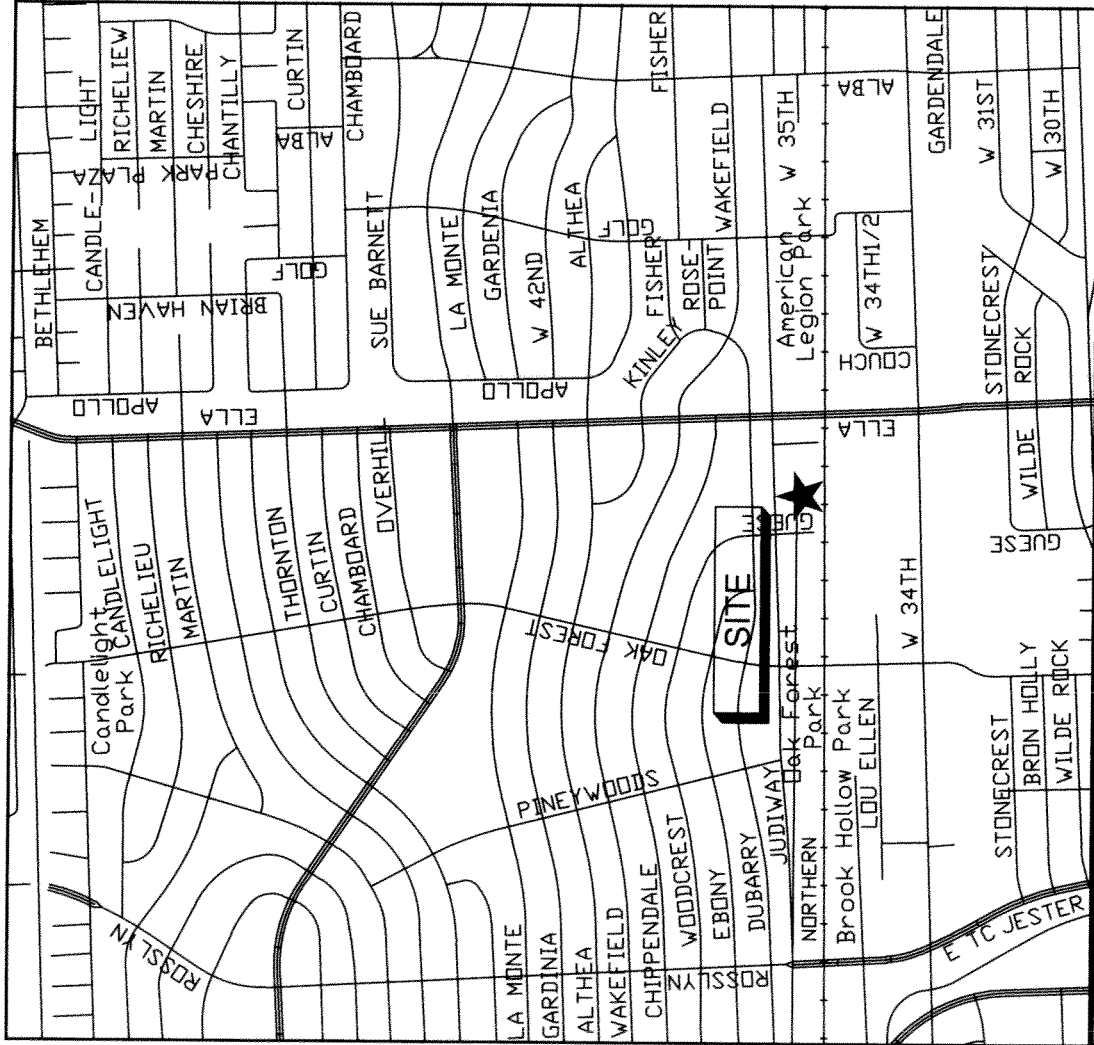 BETHLEHEM
CANDLE-
LIGHT
RICHELIEW
MARTIN
CHESHIRE
CHANTILLY
PARK PLAZA
CURTIN
ALBA
CHAMBOARD
GOLF
BRIAN HAVEN
APOLLO
ELLA
SUE BARNETT
LA MONTE
GARDENIA
W 42ND
ALTHEA
APOLLO
GOLF
FISHER
FISHER
ROSE-
POINT
WAKEFIELD
KINLEY
W 35TH
American
Legion Park
ALBA
GARDENDALE
W 34TH1/2
COUCH
W 31ST
W 30TH
STONECREST
ROCK
WILDE
ELLA
GUESE
Candlelight
Park
CANDLELIGHT
RICHELIEU
MARTIN
THORNTON
CURTIN
CHAMBOARD
OVERHILL
OAK FOREST
SITE
GUESE
W 34TH
Oak Forest
Park
Brook Hollow Park
LOU ELLEN
PINEYWOODS
JUDIWAY
NORTHERN
ROSSLYN
LA MONTE
GARDINIA
ALTHEA
WAKEFIELD
CHIPPENDALE
WOODCREST
EBONY
DUBARRY
ROSSLYN
STONECREST
BRON HOLLY
WILDE ROCK
E TC JESTER